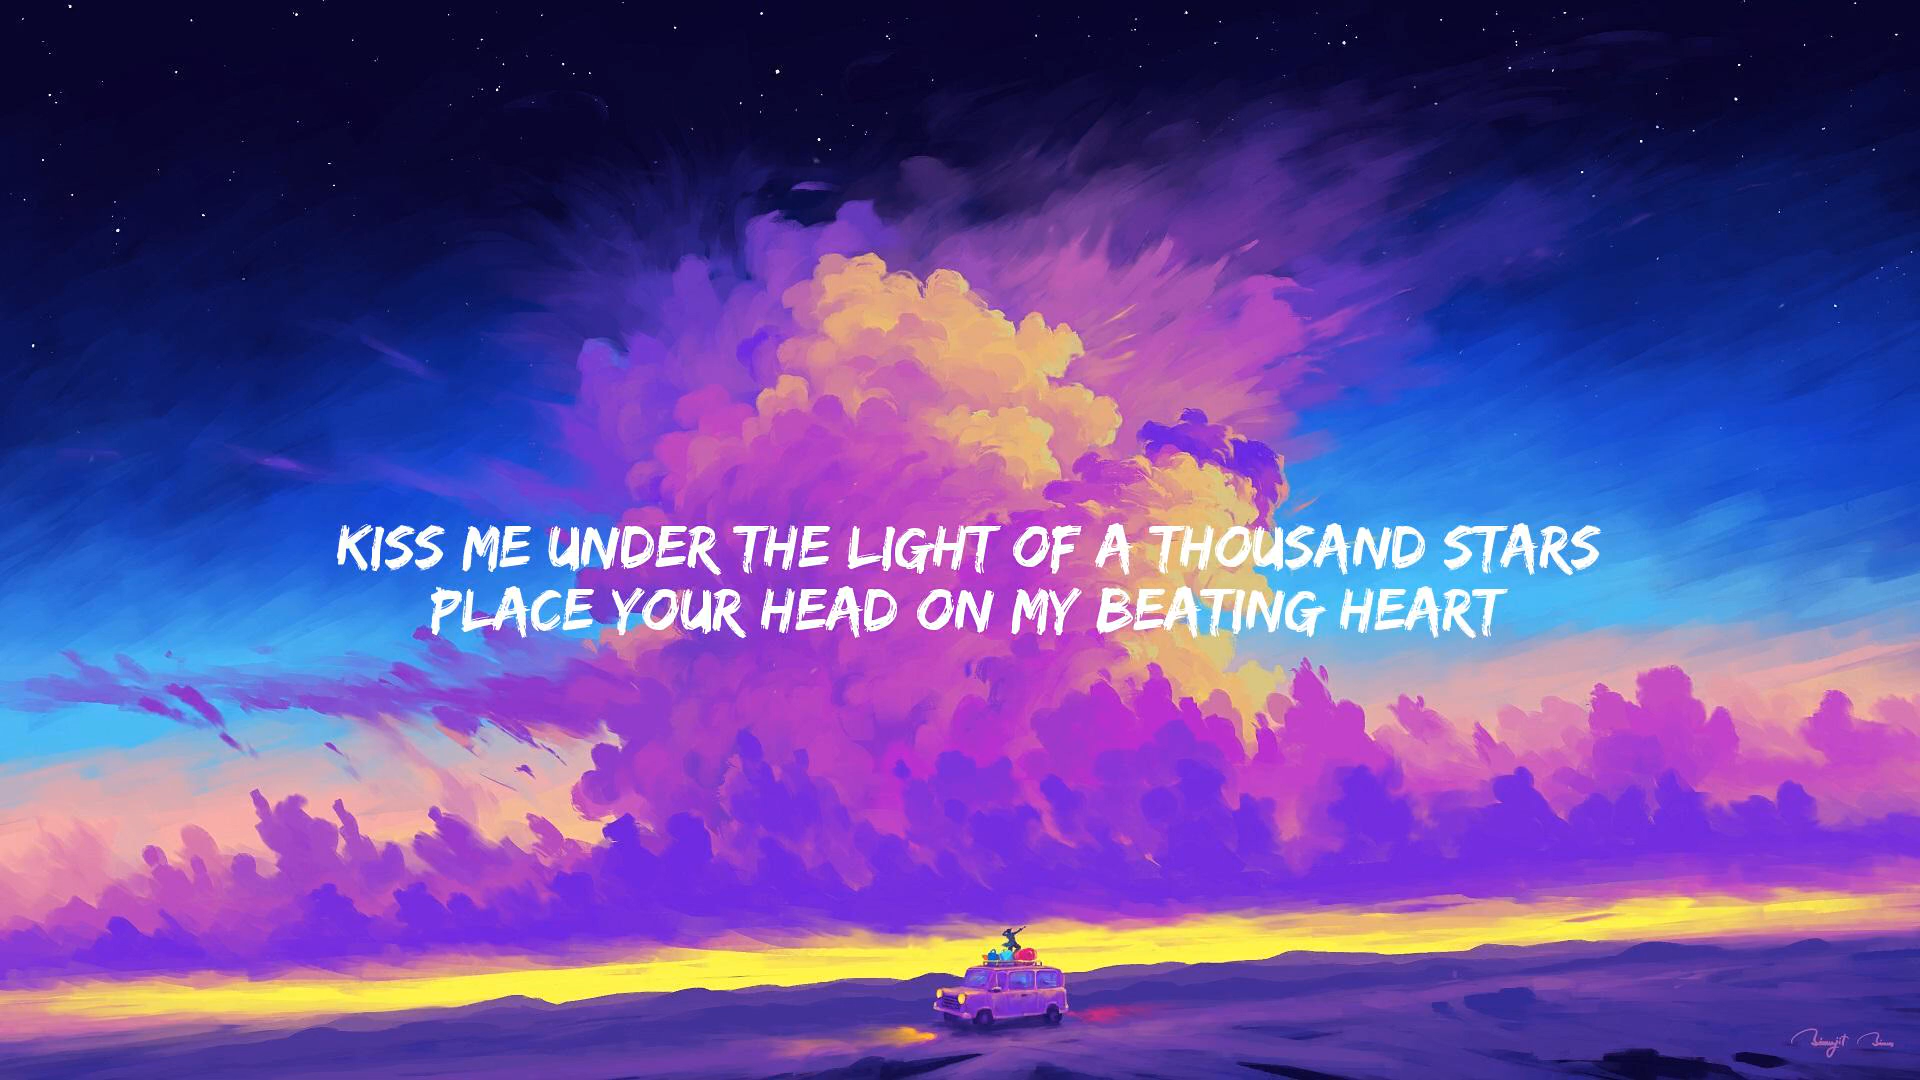 KISS ME UNDER THE LIGHT OF A THOUSAND STARS
PLACE YOUR HEAD ON MY BEATING HEART